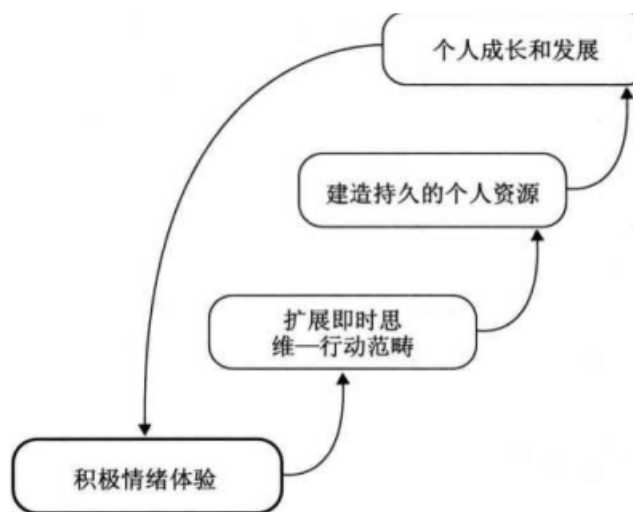 个人成长和发展
建造持久的个人资源
扩展即时思
维—行动范畴
积极情绪体验